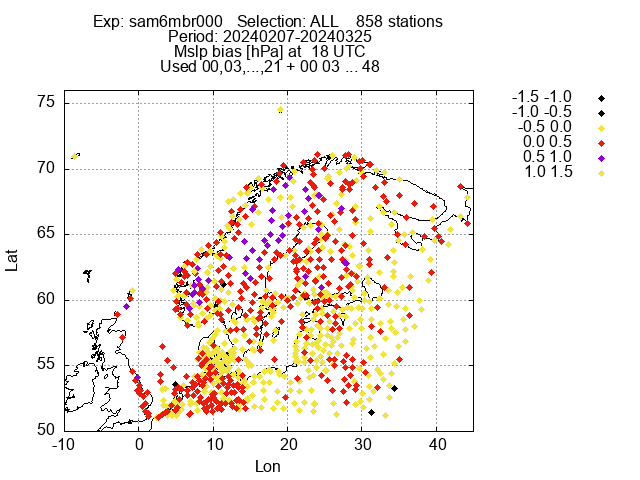 Exp: sam6mbr000   Selection: ALL    858 stations
Period: 20240207-20240325
Mslp bias [hPa] at  18 UTC
Used 00,03,...,21 + 00 03 ... 48
-1.5 -1.0
-1.0 -0.5
-0.5 0.0
0.0 0.5
0.5 1.0
1.0 1.5
75
70
65
60
55
50
Lat
-10 0 10 20 30 40
Lon